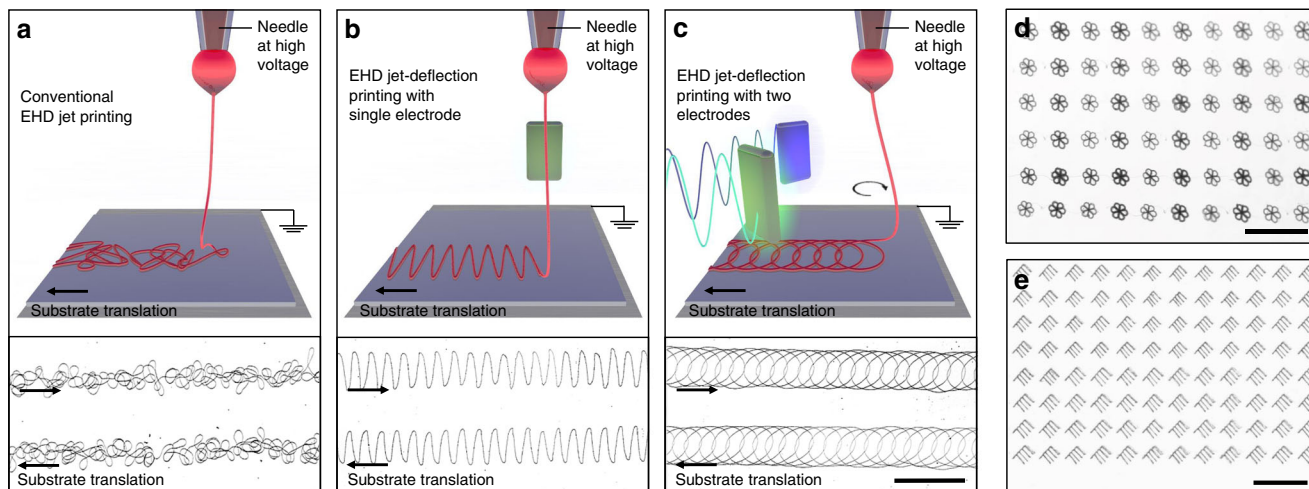 a
Needle
at high
voltage
Conventional
EHD jet printing
Substrate translation
Substrate translation
b
Needle
at high
voltage
EHD jet-deflection
printing with
single electrode
Substrate translation
Substrate translation
c
Needle
at high
voltage
EHD jet-deflection
printing with two
electrodes
Substrate translation
Substrate translation
d
e